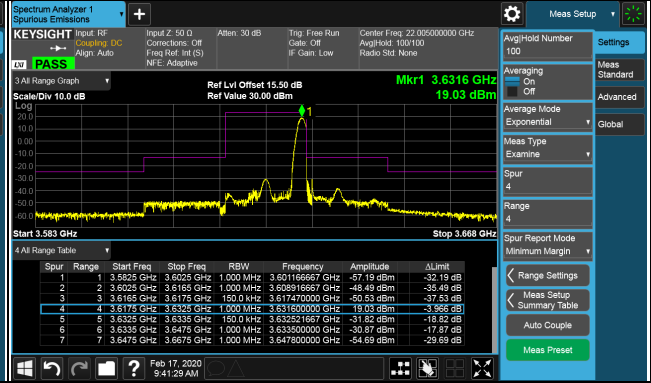 Spectrum Analyzer 1
Spurious Emissions
Meas Setup
KEYSIGHT
Input: RF
Coupling: DC
Align: Auto
Input Z: 50 Ω
Corrections: Off
Freq Ref: Int (S)
NFE: Adaptive
Atten: 30 dB
Trig: Free Run
Gate: Off
IF Gain: Low
Center Freq: 22.005000000 GHz
Avg|Hold: 100/100
Radio Std: None
LXI
PASS
3 All Range Graph
Scale/Div 10.0 dB
Ref Lvl Offset 15.50 dB
Ref Value 30.00 dBm
Mkr1 3.6316 GHz
19.03 dBm
Log
20.0
10.0
0.00
-10.0
-20.0
-30.0
-40.0
-50.0
-60.0
1
Start 3.583 GHz
Stop 3.668 GHz
4 All Range Table
Spur Range Start Freq Stop Freq RBW Frequency Amplitude ΔLimit
1 1 3.5825 GHz 3.6025 GHz 1.000 MHz 3.601166667 GHz -57.19 dBm -32.19 dB
2 2 3.6025 GHz 3.6165 GHz 1.000 MHz 3.608916667 GHz -48.49 dBm -35.49 dB
3 3 3.6165 GHz 3.6175 GHz 150.0 kHz 3.617470000 GHz -50.53 dBm -37.53 dB
4 4 3.6175 GHz 3.6325 GHz 1.000 MHz 3.631600000 GHz 19.03 dBm -3.966 dB
5 5 3.6325 GHz 3.6335 GHz 150.0 kHz 3.632521667 GHz -31.82 dBm -18.82 dB
6 6 3.6335 GHz 3.6475 GHz 1.000 MHz 3.633500000 GHz -30.87 dBm -17.87 dB
7 7 3.6475 GHz 3.6675 GHz 1.000 MHz 3.647800000 GHz -54.69 dBm -29.69 dB
Feb 17, 2020
9:41:29 AM
?
Avg|Hold Number
100
Averaging
On
Off
Average Mode
Exponential
Meas Type
Examine
Spur
4
Range
4
Spur Report Mode
Minimum Margin
Range Settings
Meas Setup
Summary Table
Auto Couple
Meas Preset
Settings
Meas
Standard
Advanced
Global